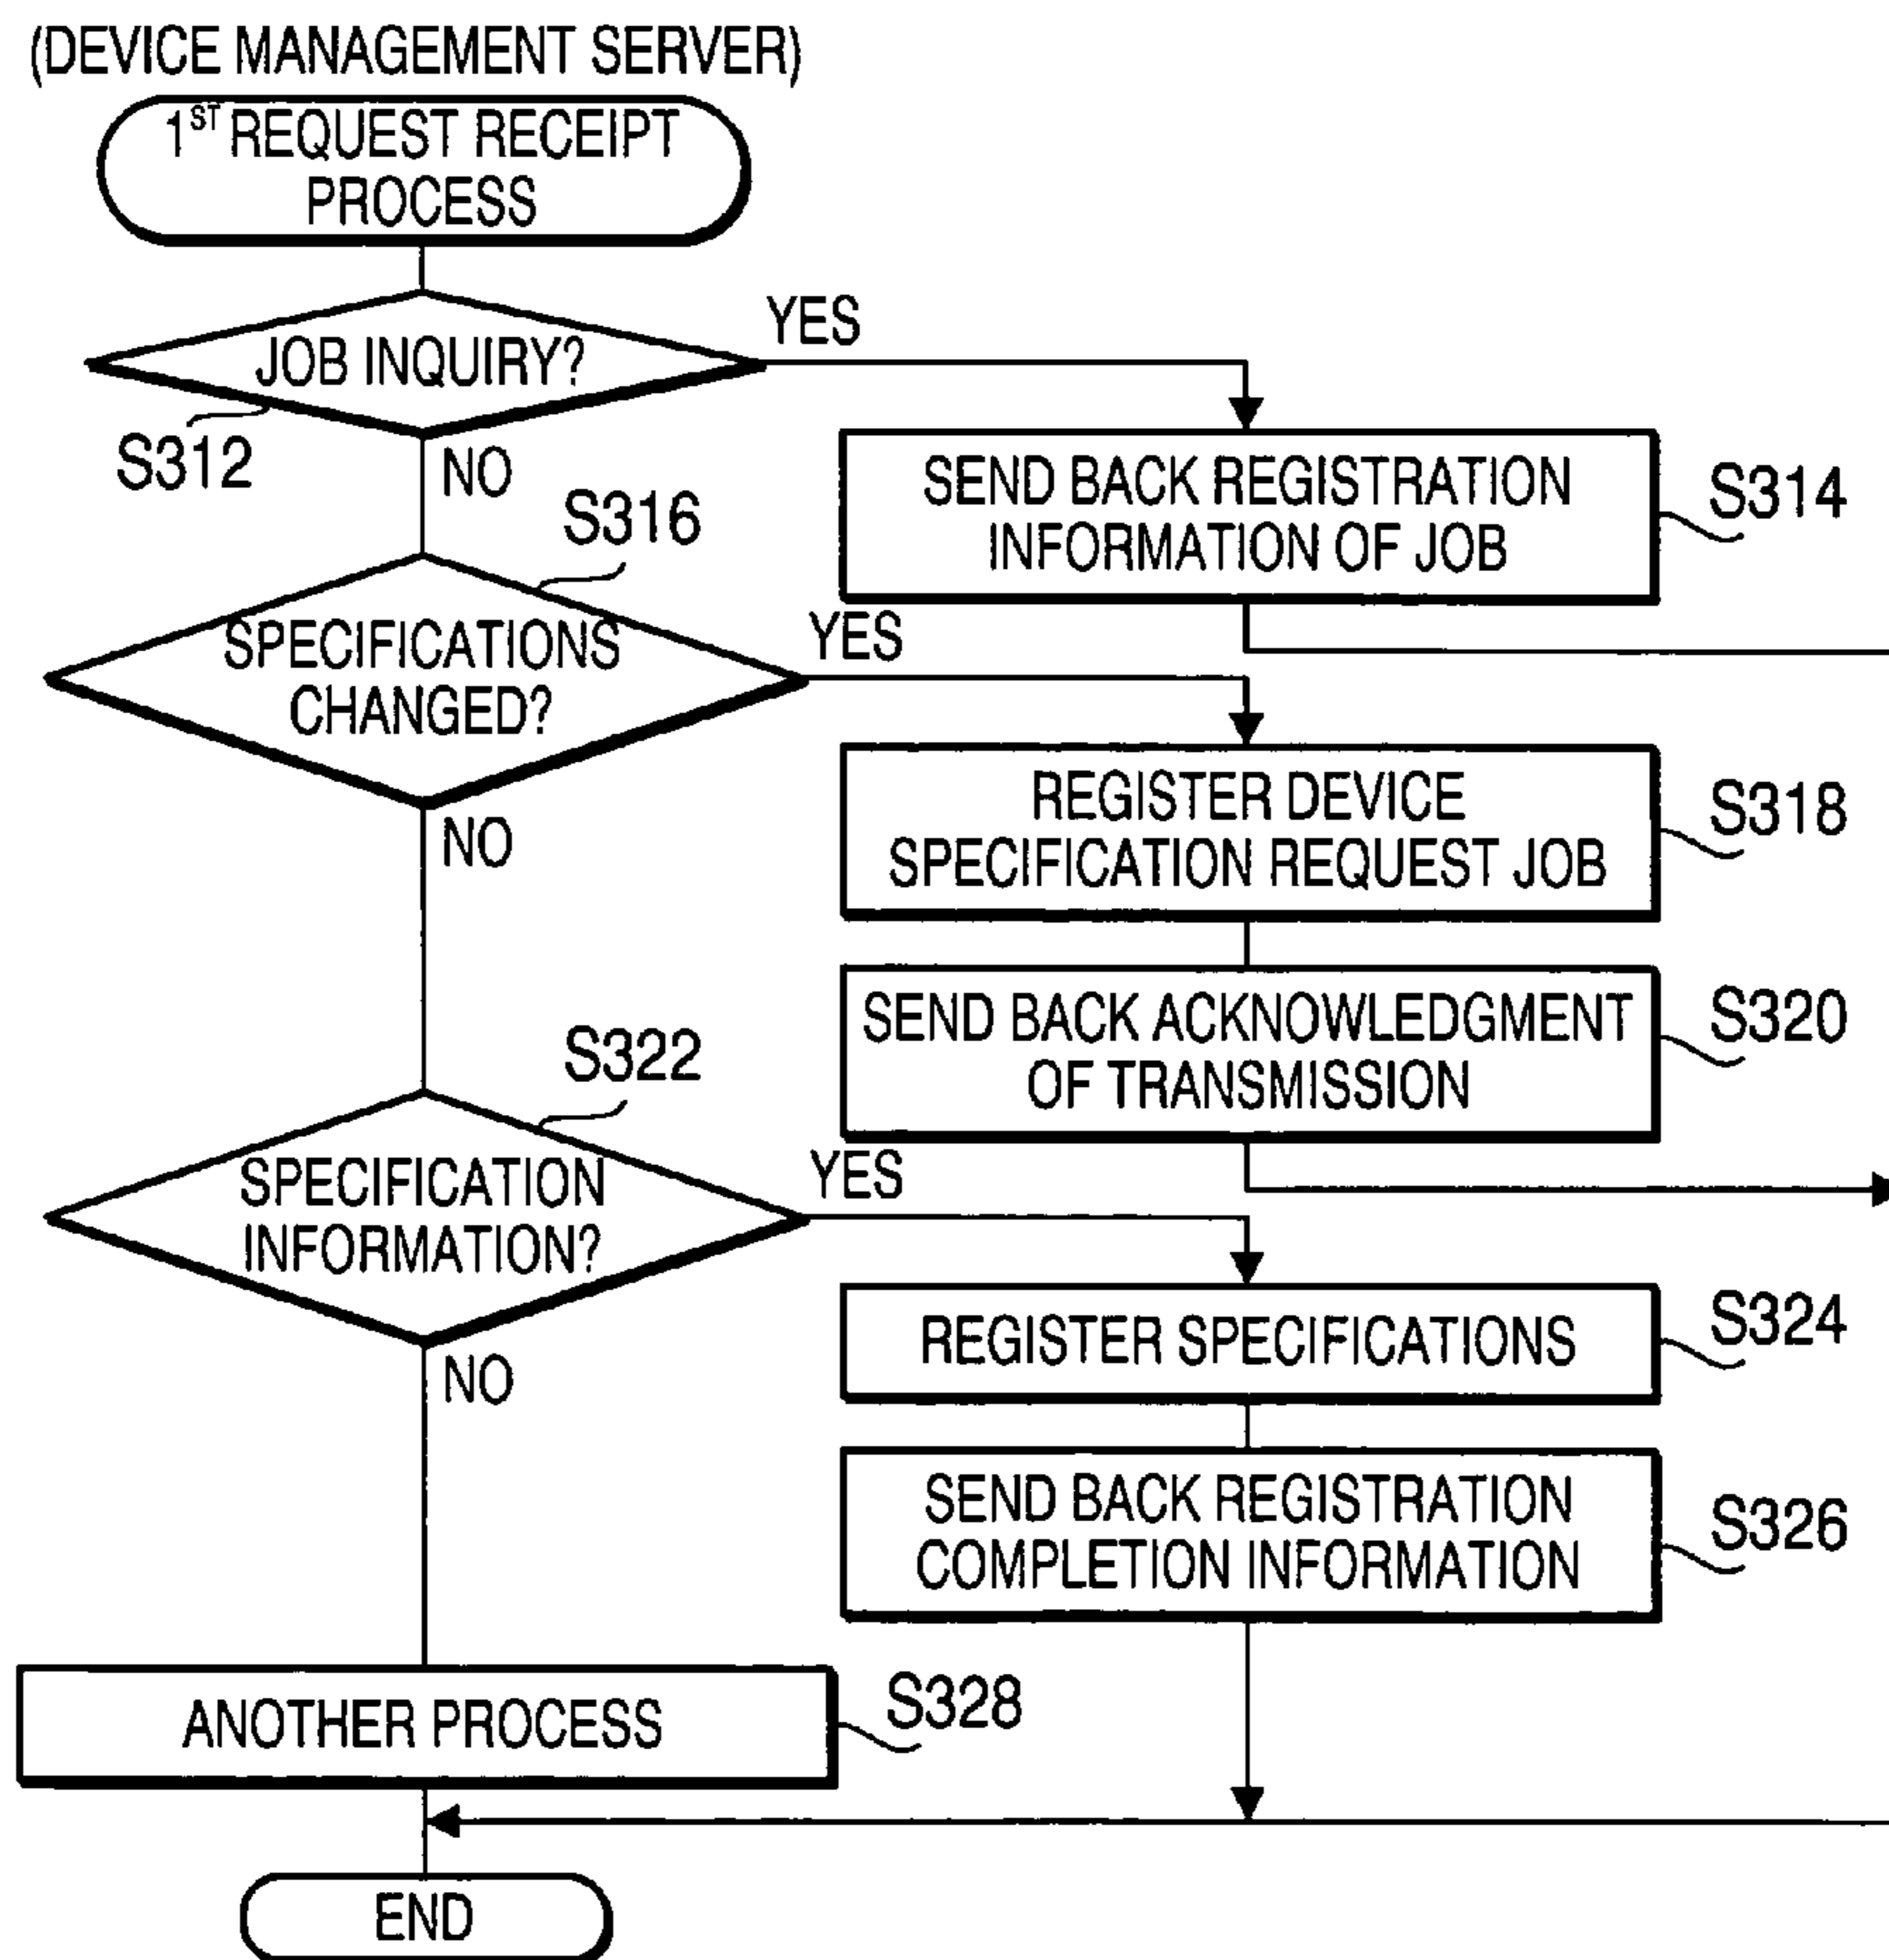 (DEVICE MANAGEMENT SERVER)
1ST REQUEST RECEIPT
PROCESS
JOB INQUIRY?
YES
S312
NO
SEND BACK REGISTRATION
INFORMATION OF JOB
S314
S316
SPECIFICATIONS
CHANGED?
YES
NO
REGISTER DEVICE
SPECIFICATION REQUEST JOB
S318
SEND BACK ACKNOWLEDGMENT
OF TRANSMISSION
S320
S322
SPECIFICATION
INFORMATION?
YES
NO
REGISTER SPECIFICATIONS
S324
SEND BACK REGISTRATION
COMPLETION INFORMATION
S326
ANOTHER PROCESS
S328
END